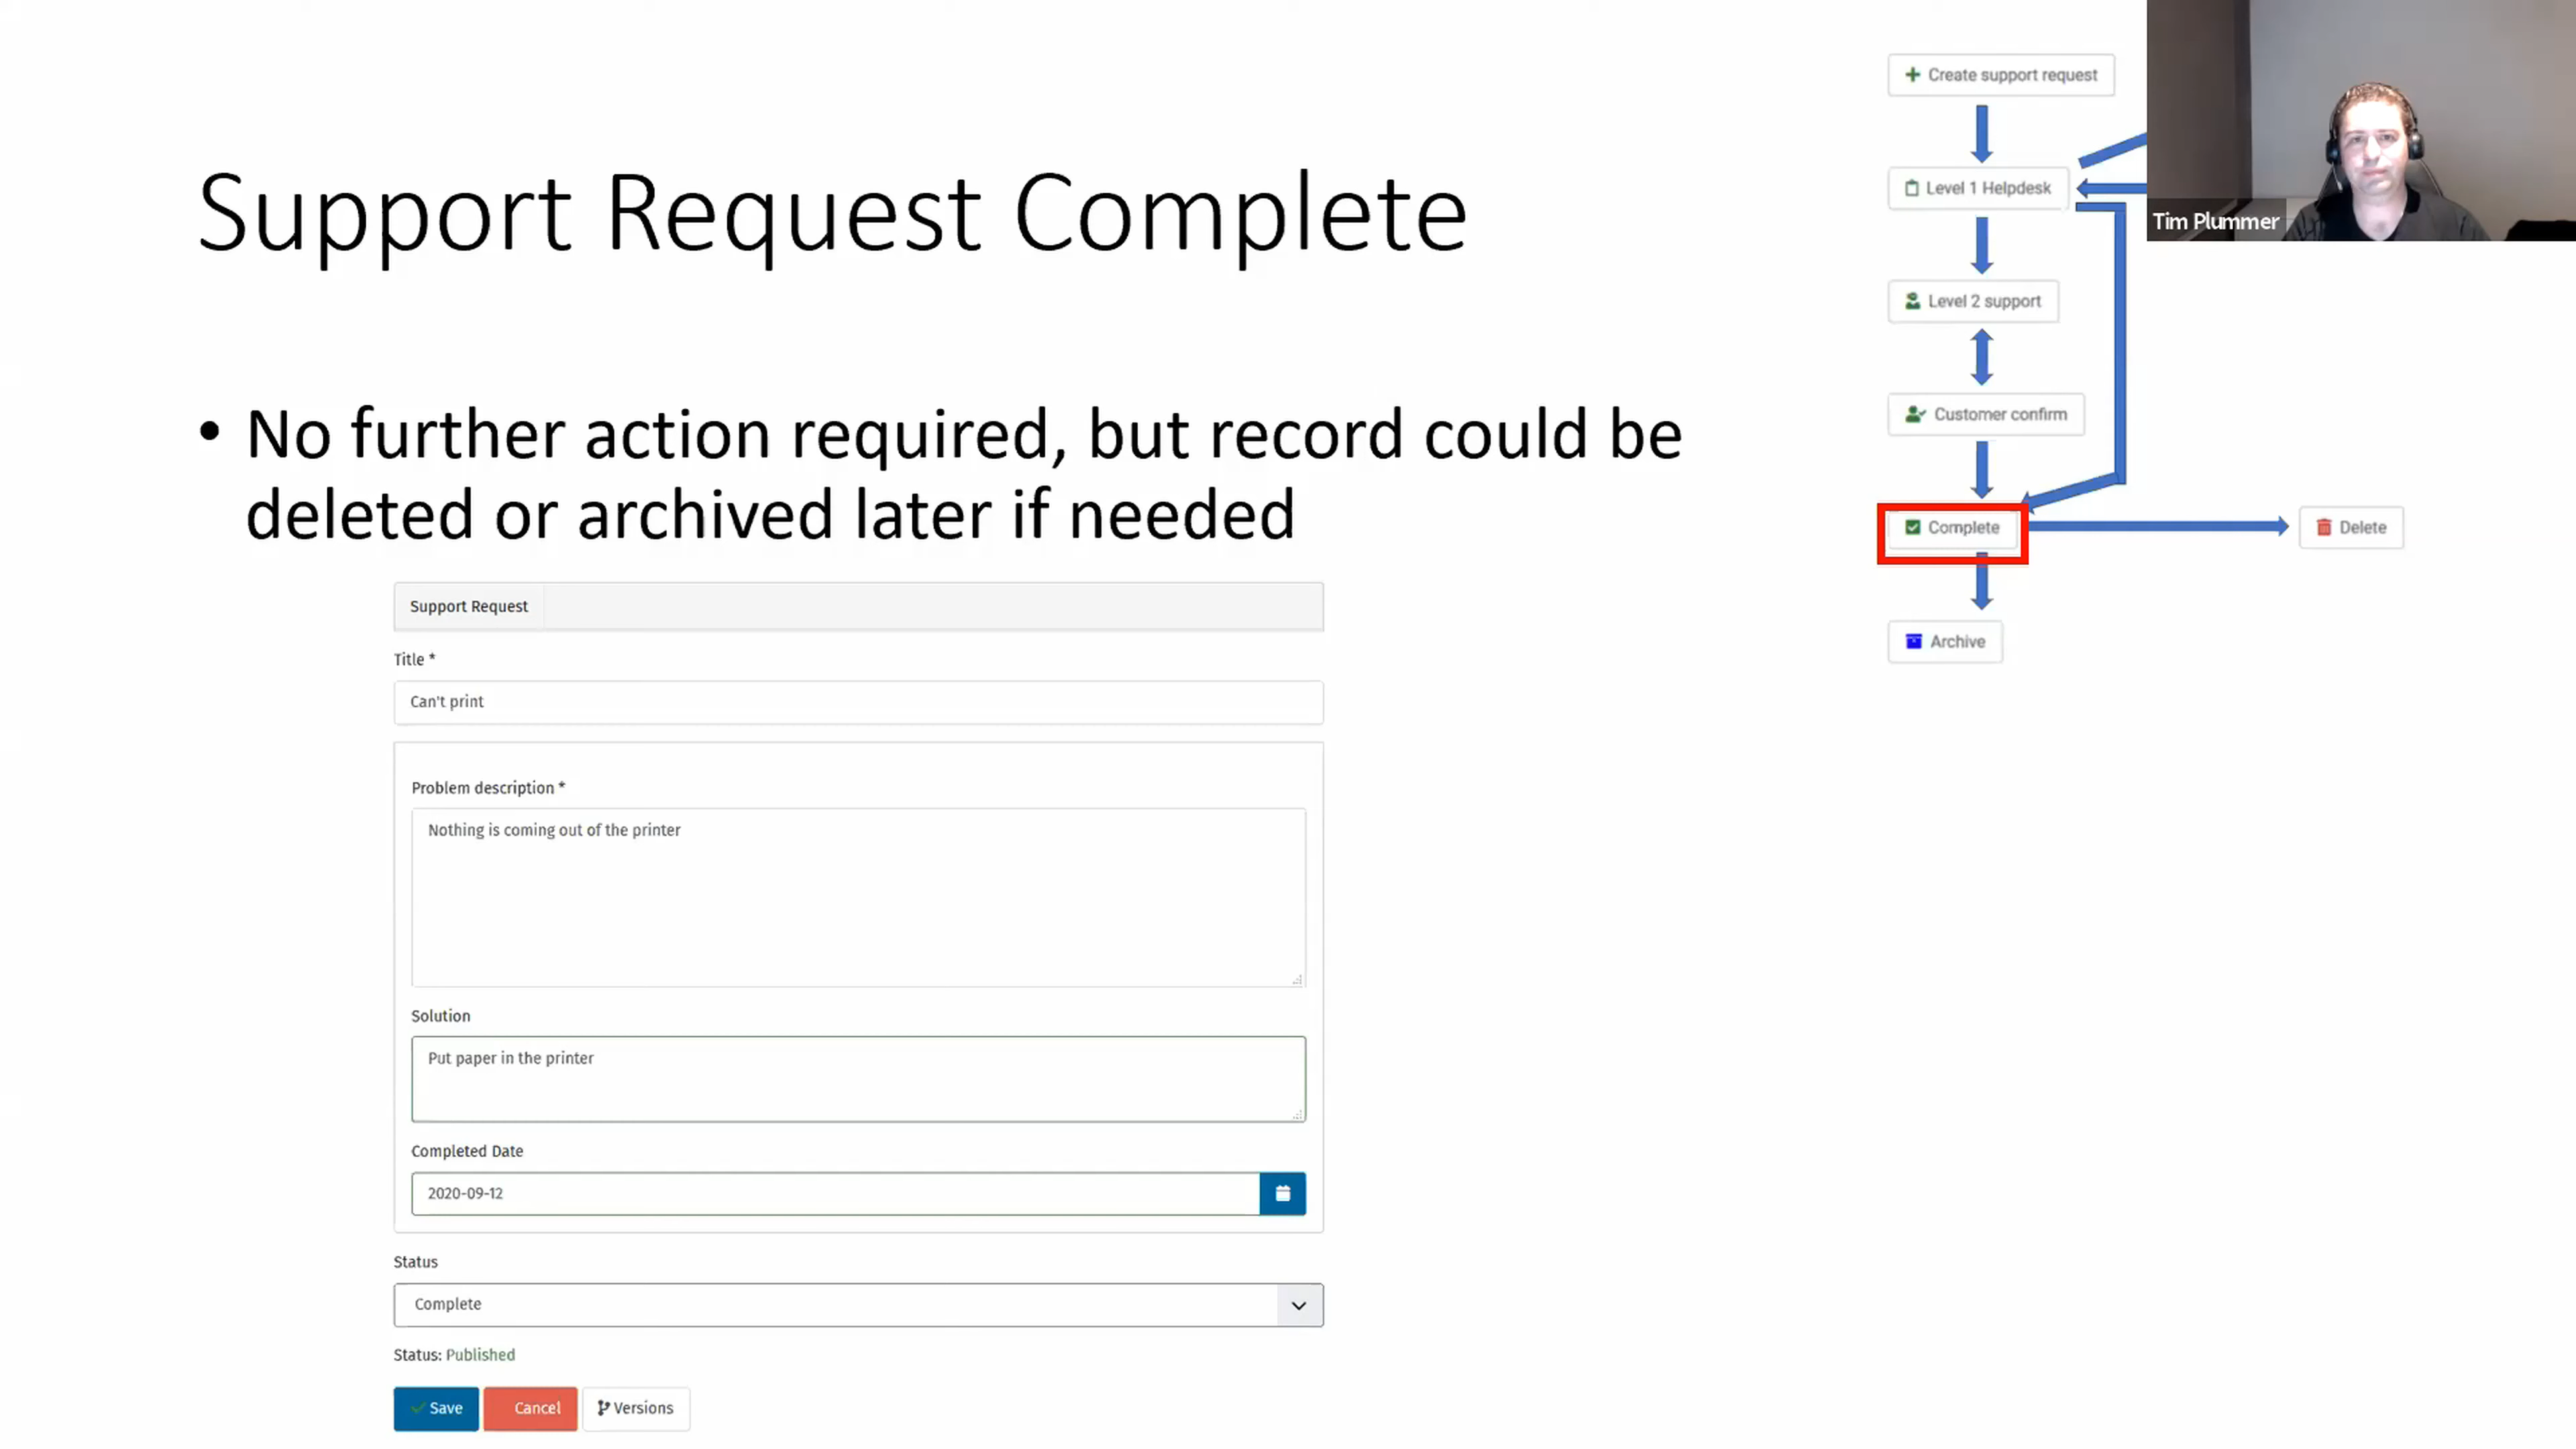 Support Request Complete
• No further action required, but record could be
deleted or archived later if needed
Support Request
Title *
Can't print
Problem description *
Nothing is coming out of the printer
Solution
Put paper in the printer
Completed Date
2020-09-12
Status
Complete
Status: Published
Save Cancel Versions
Create support request
Level 1 Helpdesk
Level 2 support
Customer confirm
Complete
Delete
Archive
Tim Plummer